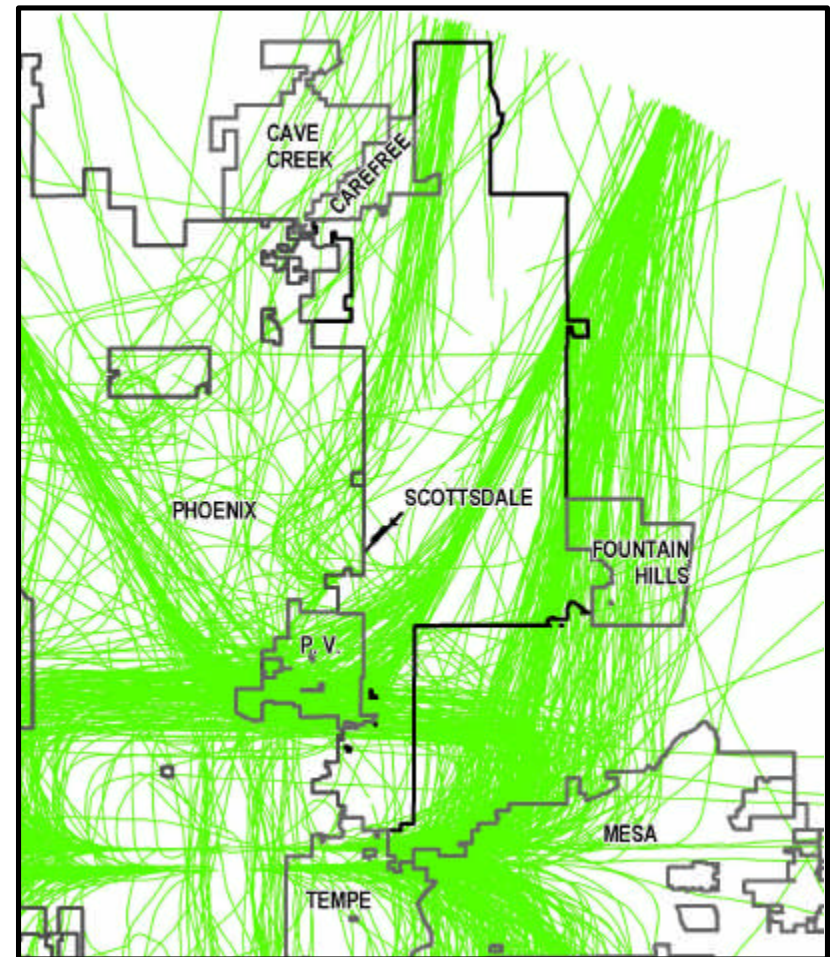 CAVE
CREEK
CAREFREE
PHOENIX
SCOTTSDALE
FOUNTAIN
HILLS
P. V.
MESA
TEMPE